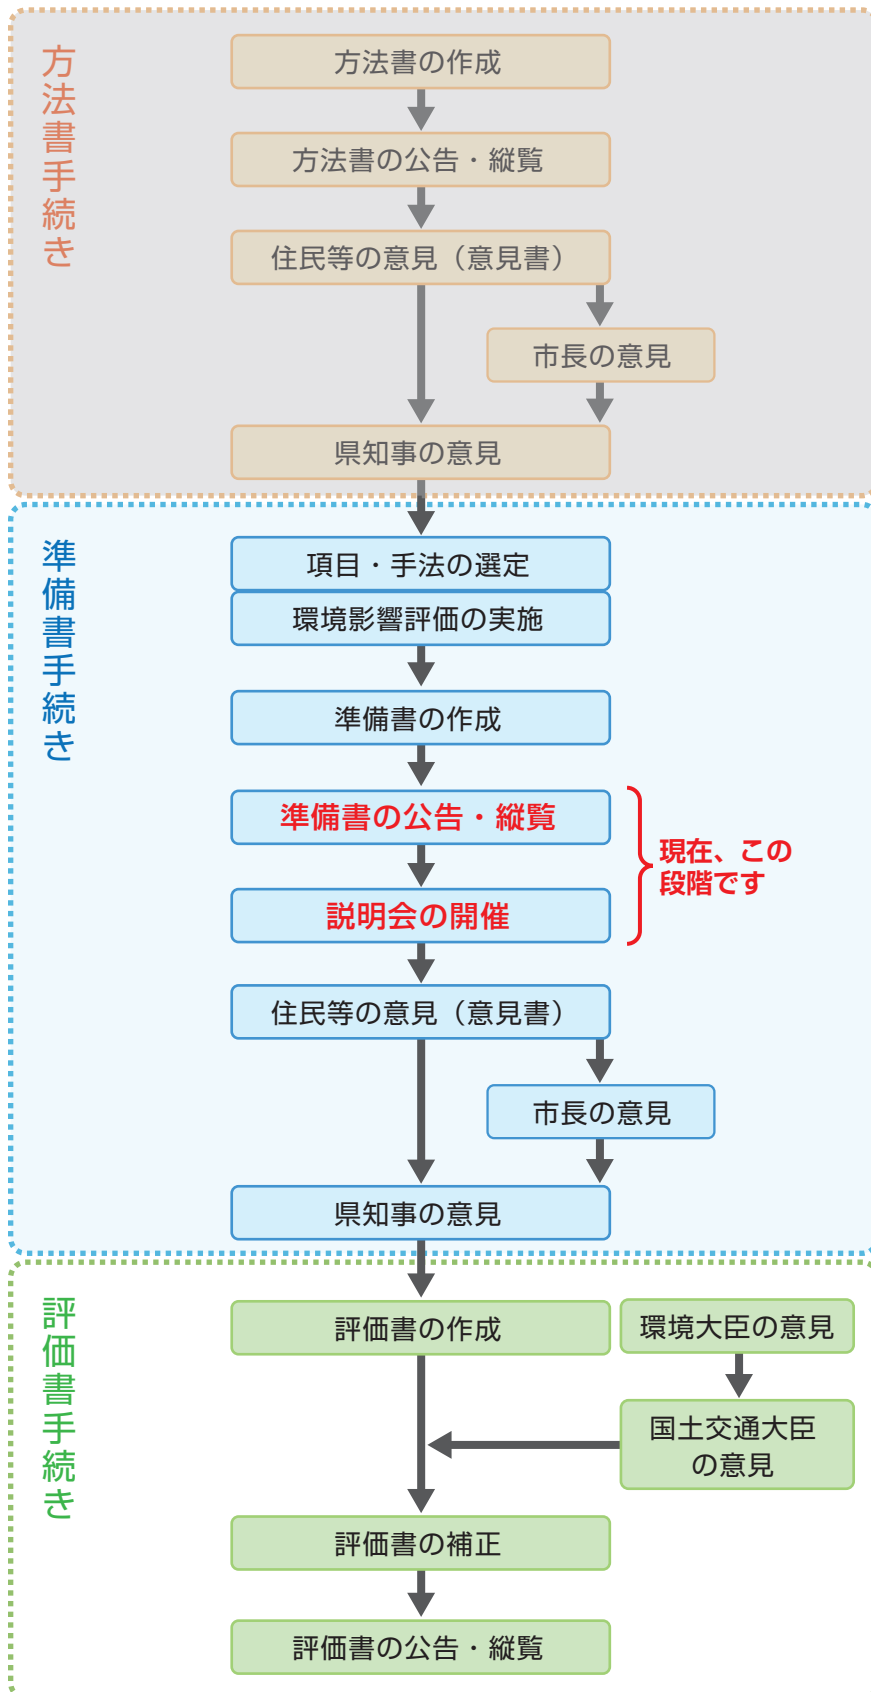 方法書手続き
方法書の作成
方法書の公告・縦覧
住民等の意見（意見書）
市長の意見
県知事の意見
準備書手続き
項目・手法の選定
環境影響評価の実施
準備書の作成
準備書の公告・縦覧
説明会の開催
現在、この
段階です
住民等の意見（意見書）
市長の意見
県知事の意見
評価書手続き
評価書の作成
環境大臣の意見
国土交通大臣
の意見
評価書の補正
評価書の公告・縦覧